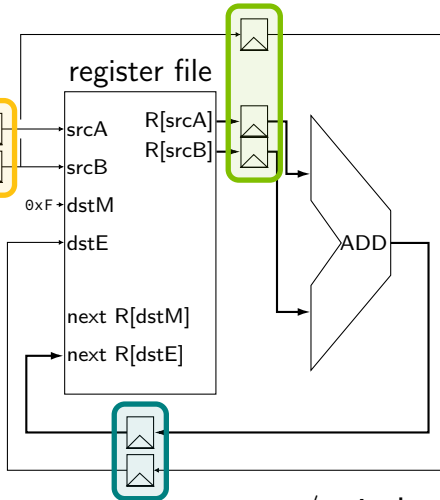 register file
srcA
R[srcA]
R[srcB]
srcB
0xF
dstM
dstE
ADD
next R[dstM]
next R[dstE]